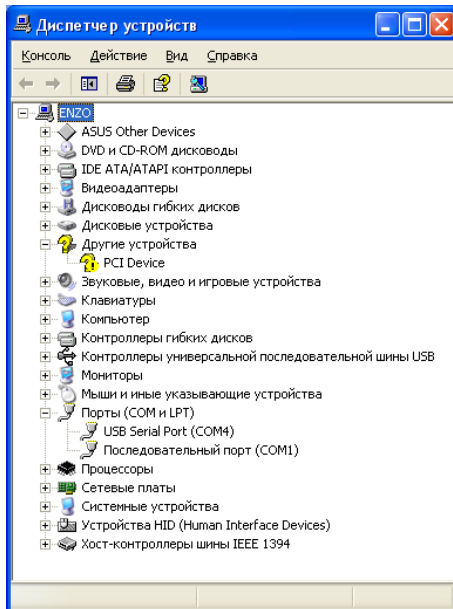 Диспетчер устройств
Консоль Действие Вид Справка
ENZO
ASUS Other Devices
DVD и CD-ROM дисководы
IDE ATA/ATAPI контроллеры
Видеоадаптеры
Дисководы гибких дисков
Дисковые устройства
Другие устройства
PCI Device
Звуковые, видео и игровые устройства
Клавиатуры
Компьютер
Контроллеры гибких дисков
Контроллеры универсальной последовательной шины USB
Мониторы
Мыши и иные указывающие устройства
Порты (COM и LPT)
USB Serial Port (COM4)
Последовательный порт (COM1)
Процессоры
Сетевые платы
Системные устройства
Устройства HID (Human Interface Devices)
Хост-контроллеры шины IEEE 1394